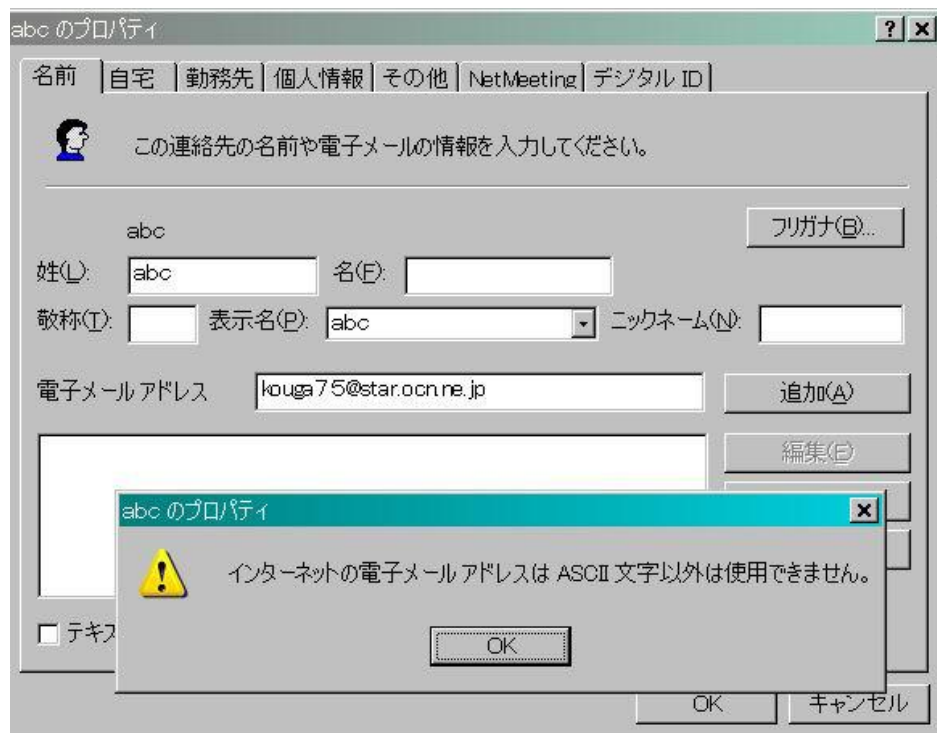 abc のプロパティ
名前 自宅 勤務先 個人情報 その他 NetMeeting デジタル ID
この連絡先の名前や電子メールの情報を入力してください。
abc フリガナ(B)...
姓(L): abc 名(F):
敬称(T): 表示名(P): abc ニックネーム(N):
電子メール アドレス kouga75@star.ocn.ne.jp 追加(A)
編集(E)
abc のプロパティ
インターネットの電子メール アドレスは ASCII 文字以外は使用できません。
OK
テキス
OK キャンセル